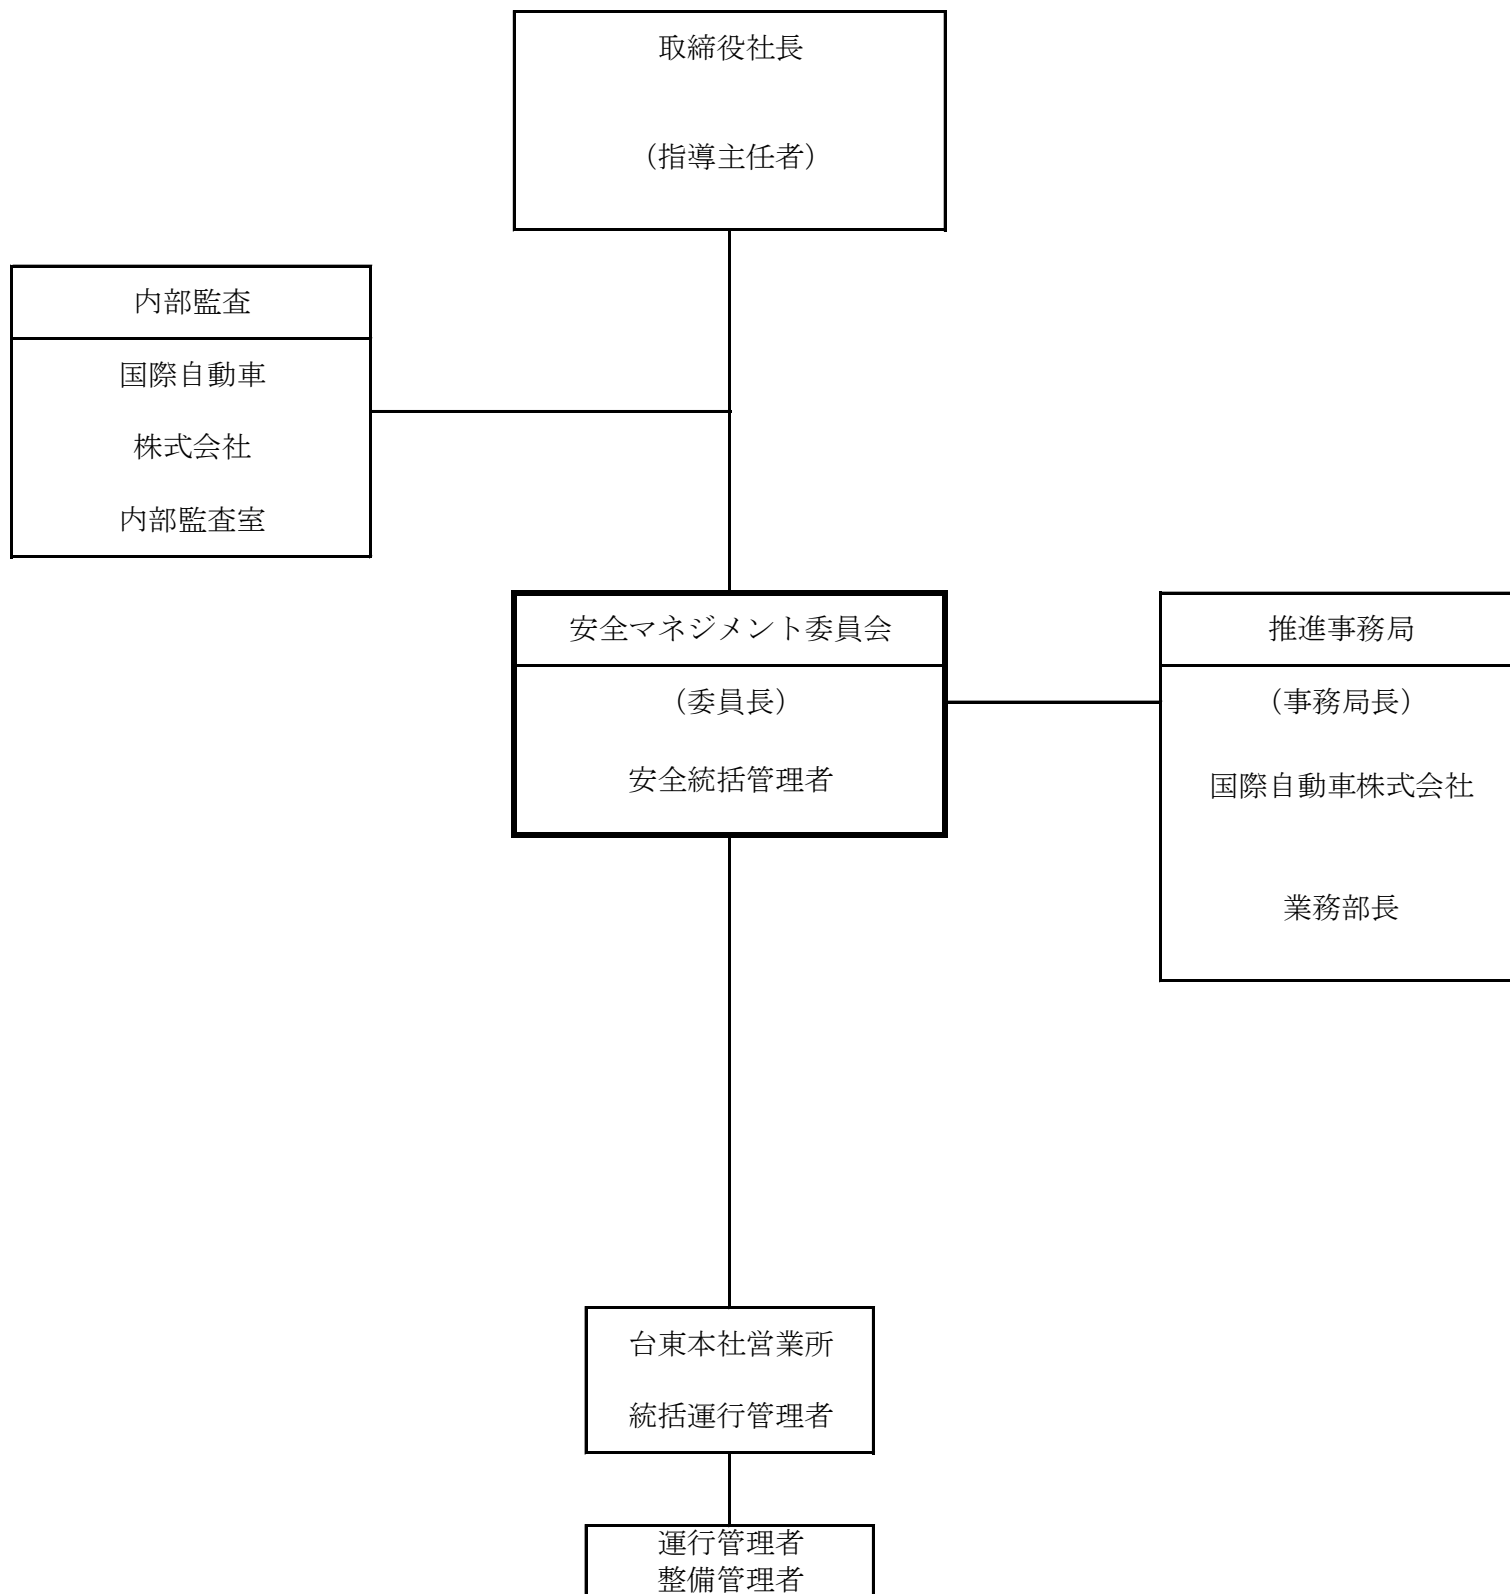 取締役社長
（指導主任者）
内部監査
国際自動車
株式会社
内部監査室
安全マネジメント委員会
（委員長）
安全統括管理者
推進事務局
（事務局長）
国際自動車株式会社
業務部長
台東本社営業所
統括運行管理者
運行管理者
整備管理者